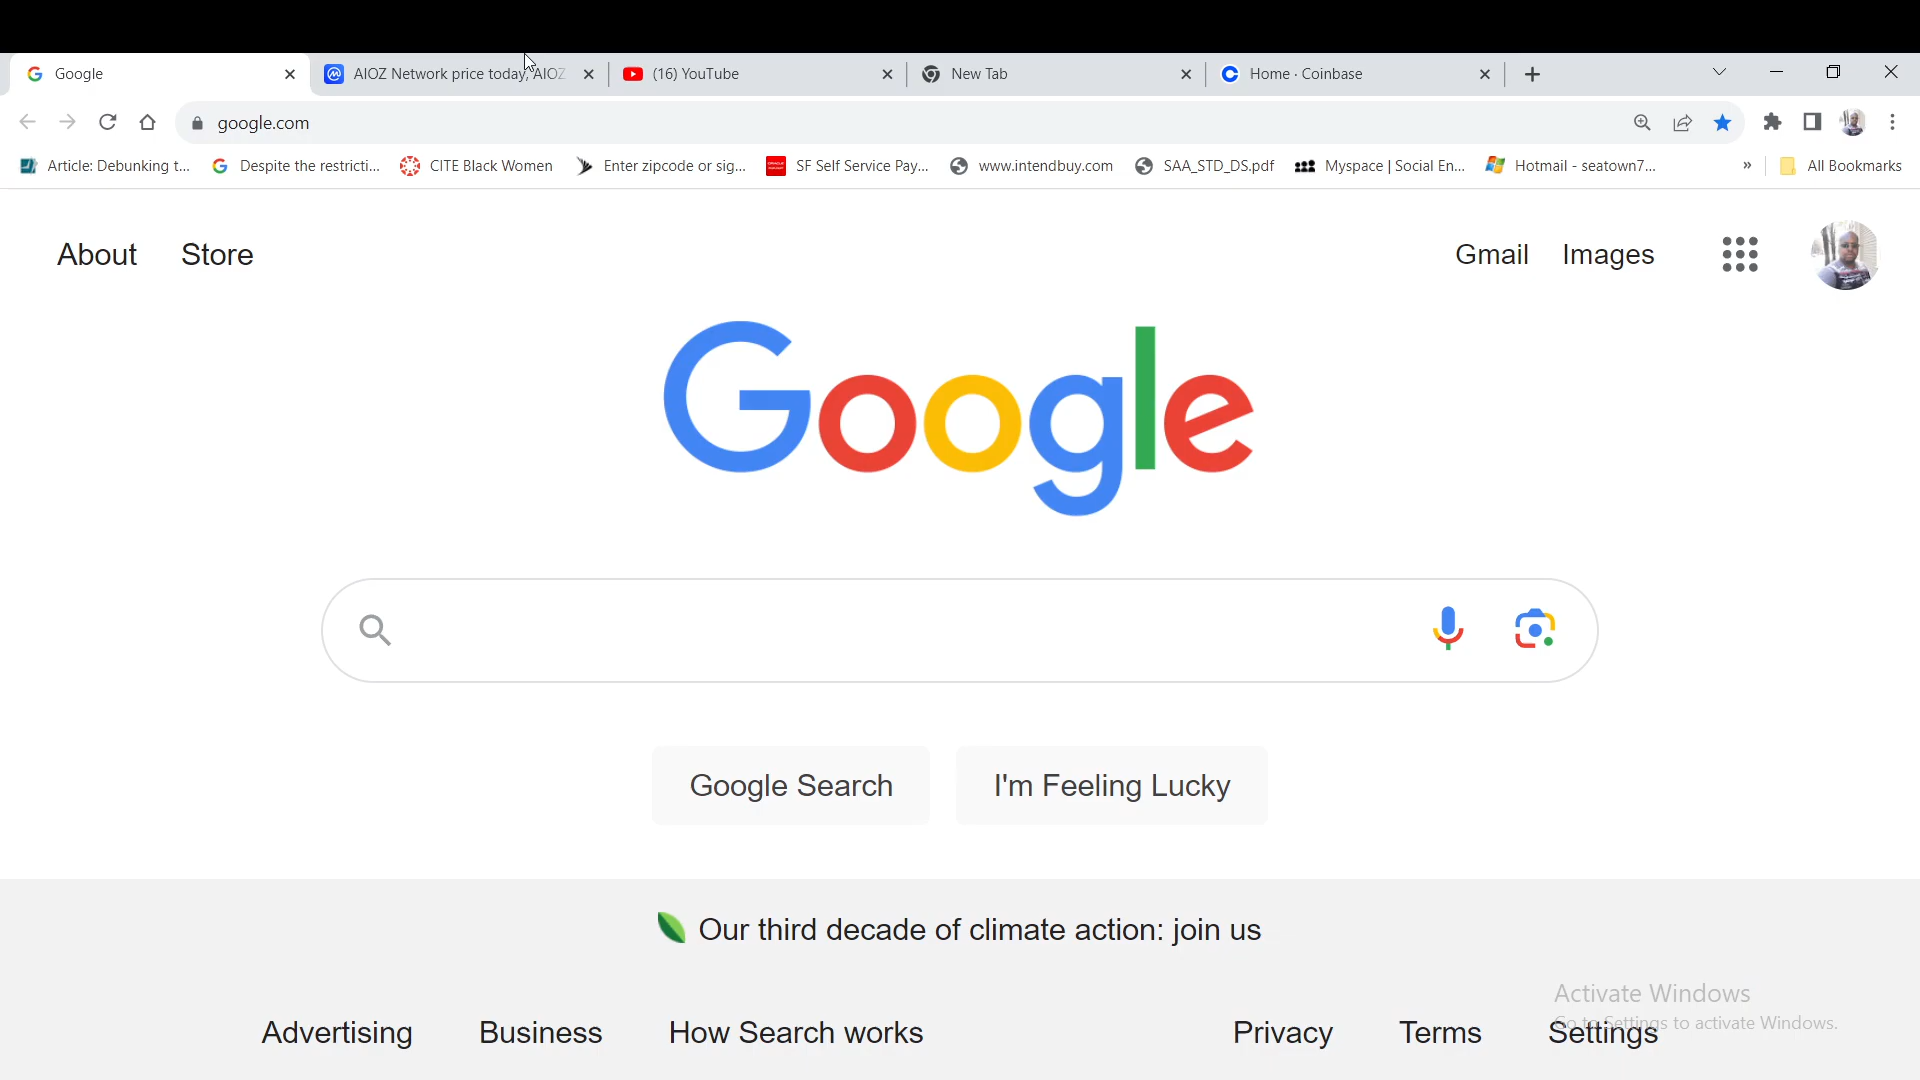 Google
AIOZ Network price today, AIOZ
(16) YouTube
New Tab
Home · Coinbase
google.com
Article: Debunking t...
Despite the restricti...
CITE Black Women
Enter zipcode or sig...
SF Self Service Pay...
www.intendbuy.com
SAA_STD_DS.pdf
Myspace | Social En...
Hotmail - seatown7...
»
All Bookmarks
About
Store
Gmail
Images
Google
Google Search
I'm Feeling Lucky
Our third decade of climate action: join us
Activate Windows
Go to Settings to activate Windows.
Advertising
Business
How Search works
Privacy
Terms
Settings